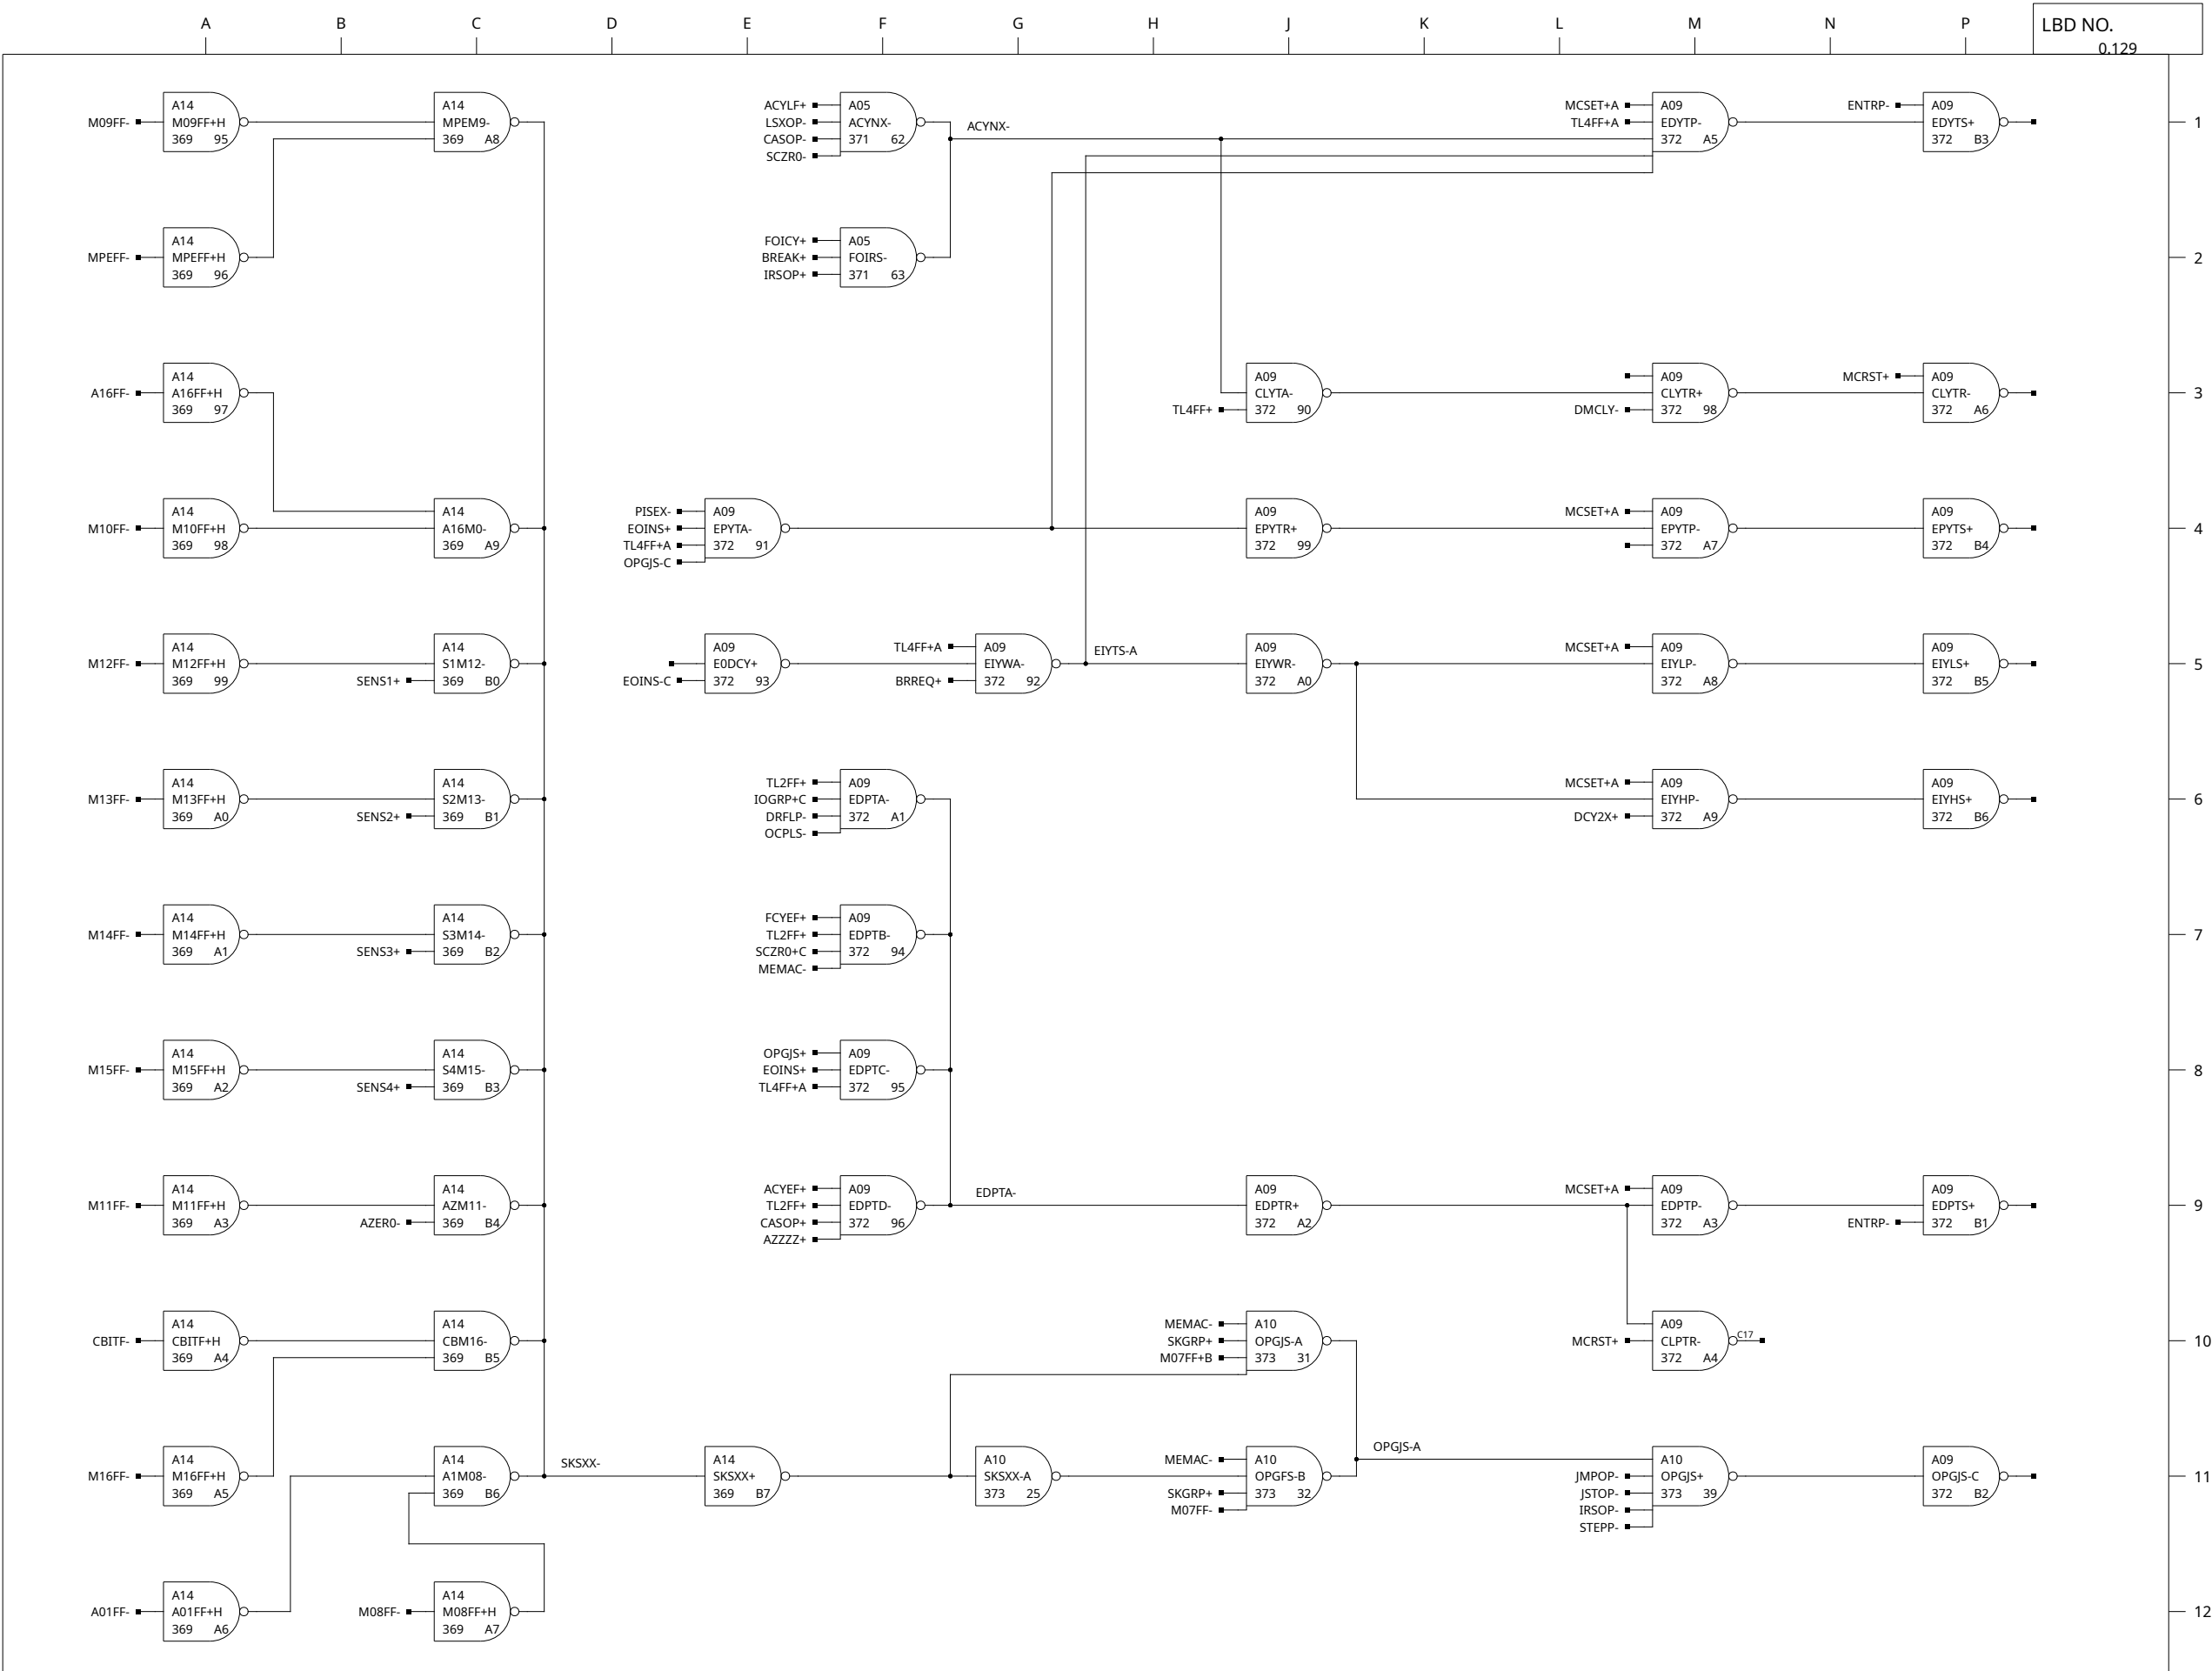 A B C D E F G H J K L M N P
LBD NO.
0.129
M09FF-
A14
M09FF+H
369 95
A14
MPEM9-
369 A8
ACYLF+
LSXOP-
CASOP-
SCZR0-
A05
ACYNX-
371 62
ACYNX-
MCSET+A
TL4FF+A
A09
EDYTP-
372 A5
ENTRP-
A09
EDYTS+
372 B3
1
MPEFF-
A14
MPEFF+H
369 96
FOICY+
BREAK+
IRSOP+
A05
FOIRS-
371 63
2
A16FF-
A14
A16FF+H
369 97
TL4FF+
A09
CLYTA-
372 90
DMCLY-
A09
CLYTR+
372 98
MCRST+
A09
CLYTR-
372 A6
3
M10FF-
A14
M10FF+H
369 98
A14
A16M0-
369 A9
PISEX-
EOINS+
TL4FF+A
OPGJS-C
A09
EPYTA-
372 91
A09
EPYTR+
372 99
MCSET+A
A09
EPYTP-
372 A7
A09
EPYTS+
372 B4
4
M12FF-
A14
M12FF+H
369 99
SENS1+
A14
S1M12-
369 B0
EOINS-C
A09
E0DCY+
372 93
TL4FF+A
BRREQ+
A09
EIYWA-
372 92
EIYTS-A
A09
EIYWR-
372 A0
MCSET+A
A09
EIYLP-
372 A8
A09
EIYLS+
372 B5
5
M13FF-
A14
M13FF+H
369 A0
SENS2+
A14
S2M13-
369 B1
TL2FF+
IOGRP+C
DRFLP-
OCPLS-
A09
EDPTA-
372 A1
MCSET+A
DCY2X+
A09
EIYHP-
372 A9
A09
EIYHS+
372 B6
6
M14FF-
A14
M14FF+H
369 A1
SENS3+
A14
S3M14-
369 B2
FCYEF+
TL2FF+
SCZR0+C
MEMAC-
A09
EDPTB-
372 94
7
M15FF-
A14
M15FF+H
369 A2
SENS4+
A14
S4M15-
369 B3
OPGJS+
EOINS+
TL4FF+A
A09
EDPTC-
372 95
8
M11FF-
A14
M11FF+H
369 A3
AZER0-
A14
AZM11-
369 B4
ACYEF+
TL2FF+
CASOP+
AZZZZ+
A09
EDPTD-
372 96
EDPTA-
A09
EDPTR+
372 A2
MCSET+A
A09
EDPTP-
372 A3
ENTRP-
A09
EDPTS+
372 B1
9
CBITF-
A14
CBITF+H
369 A4
A14
CBM16-
369 B5
MEMAC-
SKGRP+
M07FF+B
A10
OPGJS-A
373 31
MCRST+
A09
CLPTR-
372 A4
C17
10
M16FF-
A14
M16FF+H
369 A5
A14
A1M08-
369 B6
SKSXX-
A14
SKSXX+
369 B7
A10
SKSXX-A
373 25
MEMAC-
SKGRP+
M07FF-
A10
OPGFS-B
373 32
OPGJS-A
JMPOP-
JSTOP-
IRSOP-
STEPP-
A10
OPGJS+
373 39
A09
OPGJS-C
372 B2
11
A01FF-
A14
A01FF+H
369 A6
M08FF-
A14
M08FF+H
369 A7
12